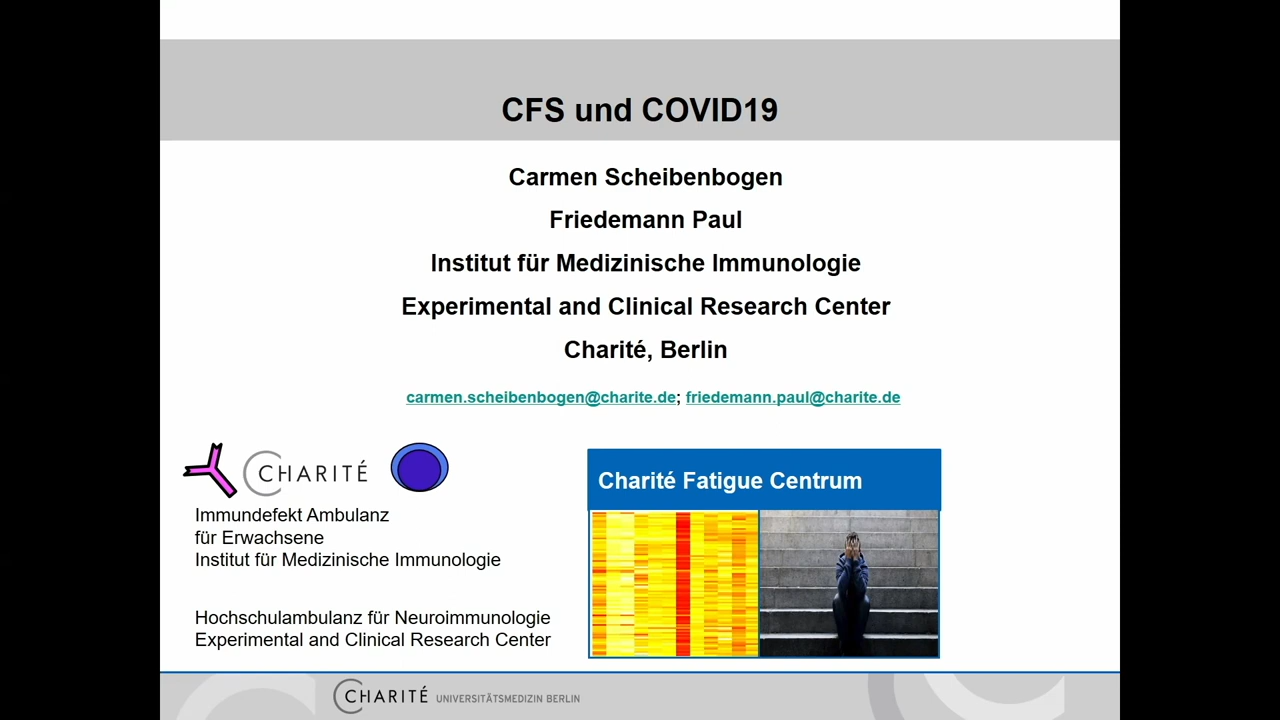 CFS und COVID19
Carmen Scheibenbogen
Friedemann Paul
Institut für Medizinische Immunologie
Experimental and Clinical Research Center
Charité, Berlin
carmen.scheibenbogen@charite.de; friedemann.paul@charite.de
CHARITÉ
Immundefekt Ambulanz
für Erwachsene
Institut für Medizinische Immunologie
Hochschulambulanz für Neuroimmunologie
Experimental and Clinical Research Center
Charité Fatigue Centrum
CHARITÉ UNIVERSITÄTSMEDIZIN BERLIN